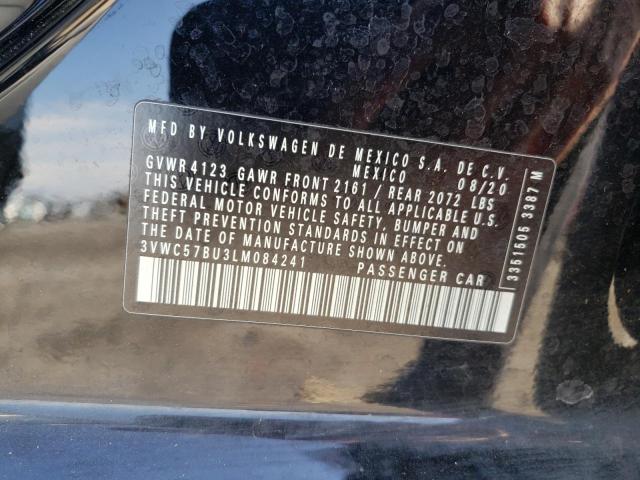 MFD BY VOLKSWAGEN DE MEXICO S.A. DE C.V.
MEXICO 08/20
GVWR 4123 GAWR FRONT 2161 / REAR 2072 LBS
THIS VEHICLE CONFORMS TO ALL APPLICABLE U.S.
FEDERAL MOTOR VEHICLE SAFETY, BUMPER AND
THEFT PREVENTION STANDARDS IN EFFECT ON
THE DATE OF MANUFACTURE SHOWN ABOVE.
3VWC57BU3LM084241 PASSENGER CAR
3351505 3387 M